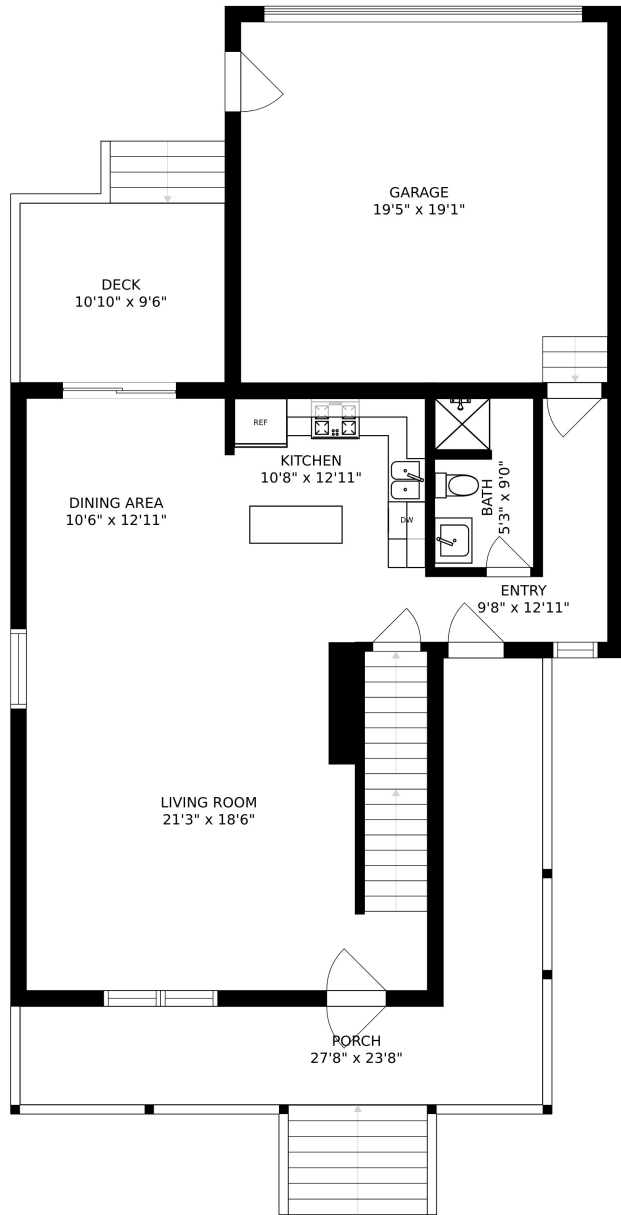 GARAGE
19'5" x 19'1"
DECK
10'10" x 9'6"
REF
KITCHEN
10'8" x 12'11"
DINING AREA
10'6" x 12'11"
DW
BATH
5'3" x 9'0"
ENTRY
9'8" x 12'11"
LIVING ROOM
21'3" x 18'6"
PORCH
27'8" x 23'8"